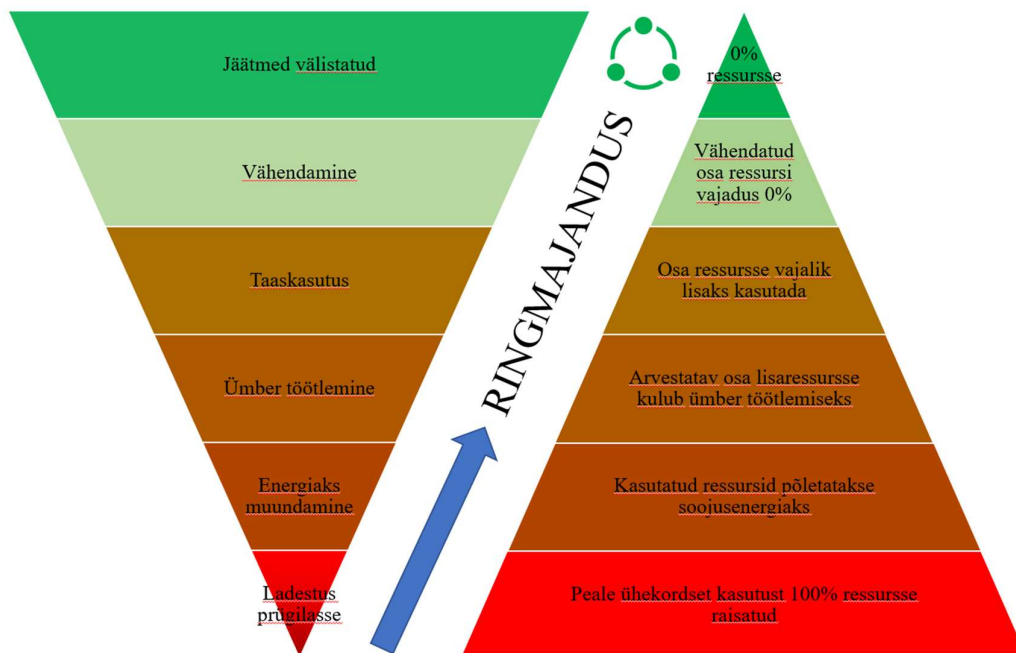 Jäätmed välistatud
Vähendamine
Taaskasutus
Ümber töötlemine
Energiaks
muundamine
Ladestus
prügilasse
RINGMAJANDUS
0%
ressursse
Vähendatud
osa ressursi
vajadus 0%
Osa ressursse vajalik
lisaks kasutada
Arvestatav osa lisaressursse
kulub ümber töötlemiseks
Kasutatud ressursid põletatakse
soojusenergiaks
Peale ühekordset kasutust 100% ressursse
raisatud